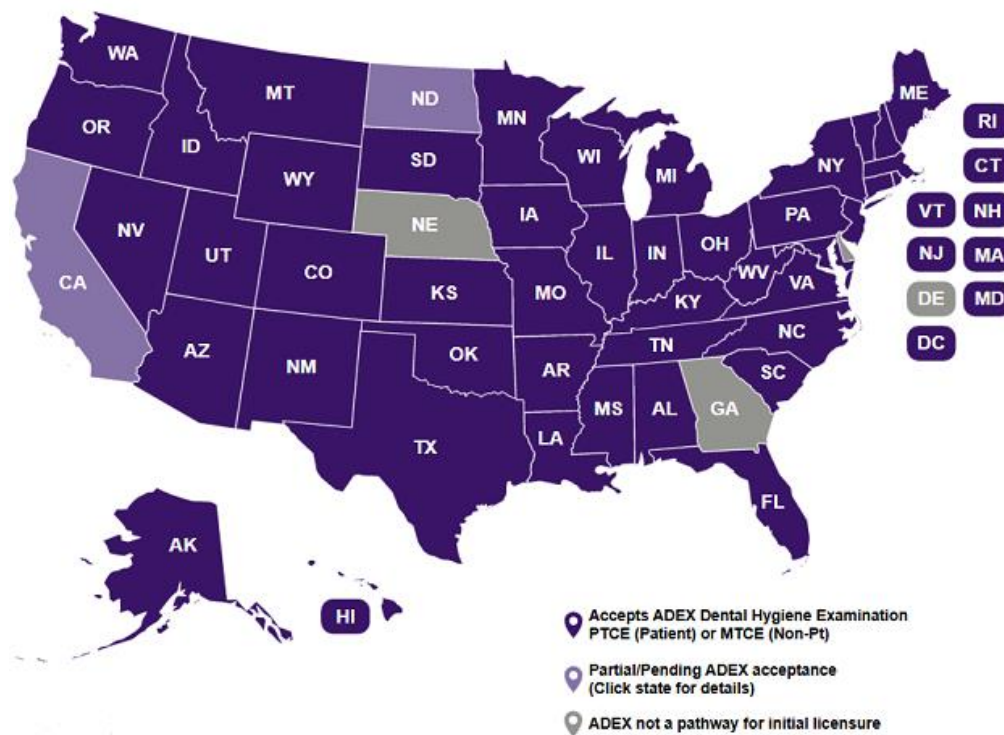 WA
MT
ND
MN
ME
OR
ID
SD
WI
NY
RI
WY
MI
CT
NE
IA
PA
VT
NH
NV
UT
CO
IL
IN
OH
WV
NJ
MA
CA
KS
MO
KY
VA
DE
MD
AZ
NM
OK
AR
TN
NC
DC
SC
MS
AL
GA
TX
LA
FL
AK
HI
Accepts ADEX Dental Hygiene Examination
PTCE (Patient) or MTCE (Non-Pt)
Partial/Pending ADEX acceptance
(Click state for details)
ADEX not a pathway for initial licensure